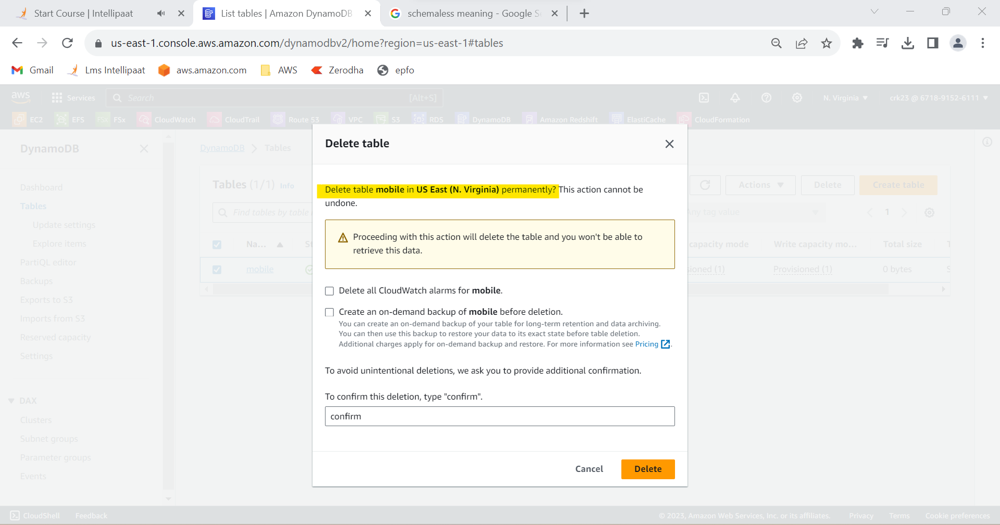 Start Course | Intellipaat
List tables | Amazon DynamoDB
schemaless meaning - Google S
us-east-1.console.aws.amazon.com/dynamodbv2/home?region=us-east-1#tables
Gmail
Lms Intellipaat
aws.amazon.com
AWS
Zerodha
epfo
aws
Services
Search
[Alt+S]
N. Virginia
crk23 @ 6718-9152-6111
EC2
EFS
FSx
CloudWatch
CloudTrail
Route 53
VPC
S3
RDS
DynamoDB
Amazon Redshift
ElastiCache
CloudFormation
DynamoDB
Dashboard
Tables
Update settings
Explore items
PartiQL editor
Backups
Exports to S3
Imports from S3
Reserved capacity
Settings
DAX
Clusters
Subnet groups
Parameter groups
Events
DynamoDB
Tables
Tables (1/1) Info
Actions
Delete
Create table
Find tables by table
Any tag value
1
Na...
St
capacity mode
Write capacity mo...
Total size
T
mobile
sioned (1)
Provisioned (1)
0 bytes
S
Delete table
Delete table mobile in US East (N. Virginia) permanently? This action cannot be
undone.
Proceeding with this action will delete the table and you won't be able to
retrieve this data.
Delete all CloudWatch alarms for mobile.
Create an on-demand backup of mobile before deletion.
You can create an on-demand backup of your table for long-term retention and data archiving.
You can then use this backup to restore your data to its exact state before table deletion.
Additional charges apply for on-demand backup and restore. For more information see Pricing.
To avoid unintentional deletions, we ask you to provide additional confirmation.
To confirm this deletion, type "confirm".
confirm
Cancel
Delete
CloudShell
Feedback
© 2023, Amazon Web Services, Inc. or its affiliates.
Privacy
Terms
Cookie preferences